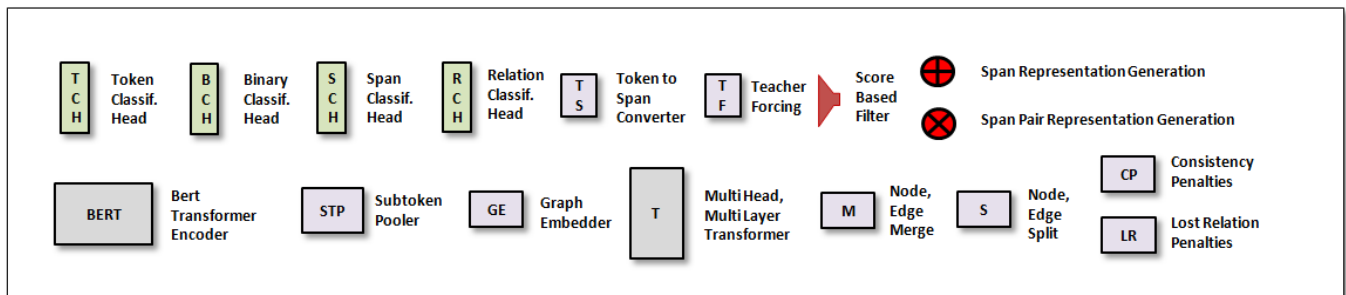 T
C
H
Token
Classif.
Head
B
C
H
Binary
Classif.
Head
S
C
H
Span
Classif.
Head
R
C
H
Relation
Classif.
Head
T
S
Token to
Span
Converter
T
F
Teacher
Forcing
Score
Based
Filter
Span Representation Generation
Span Pair Representation Generation
BERT
Bert
Transformer
Encoder
STP
Subtoken
Pooler
GE
Graph
Embedder
T
Multi Head,
Multi Layer
Transformer
M
Node,
Edge
Merge
S
Node,
Edge
Split
CP
Consistency
Penalties
LR
Lost Relation
Penalties